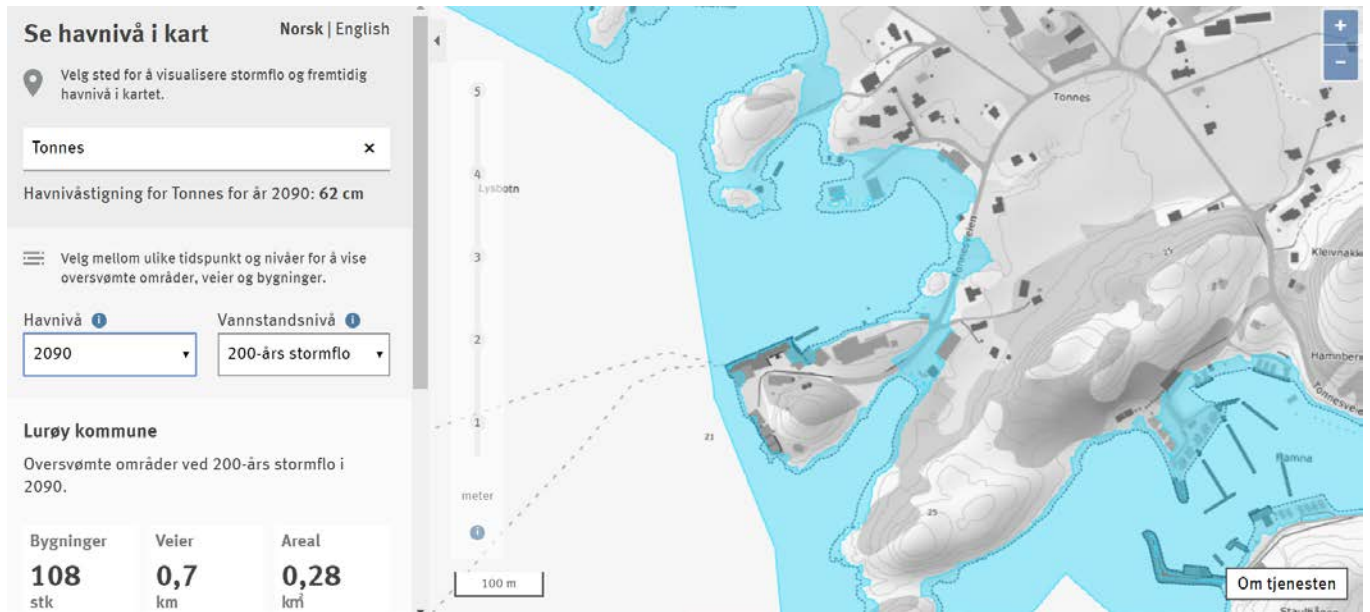 Se havnivå i kart
Norsk | English
Velg sted for å visualisere stormflo og fremtidig
havnivå i kartet.
Tonnes ×
Havnivåstigning for Tonnes for år 2090: 62 cm
Velg mellom ulike tidspunkt og nivåer for å vise
oversvømte områder, veier og bygninger.
Havnivå i
Vannstandsnivå i
2090
200-års stormflo
Lurøy kommune
Oversvømte områder ved 200-års stormflo i
2090.
Bygninger
Veier
Areal
108
0,7
0,28
stk
km
km²
5
4
3
2
1
meter
i
100 m
Lysbotn
21
Tonnes
Tonnesveien
15
25
Kleivnakk
Hamnber
Tonnesve
Hamna
+
−
Om tjenesten